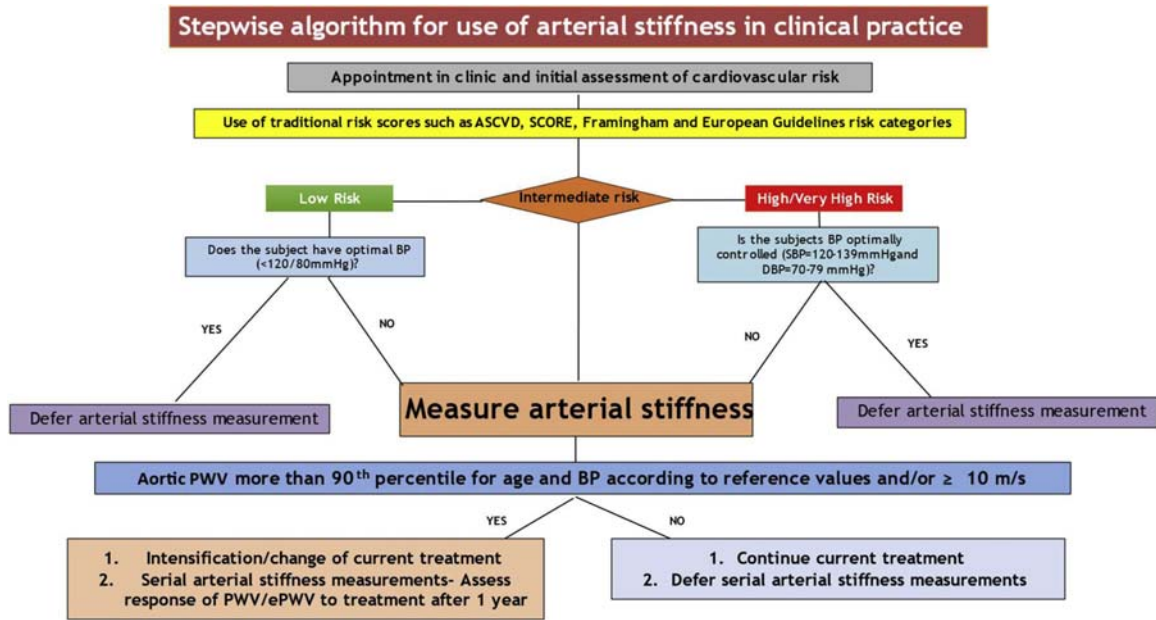 Stepwise algorithm for use of arterial stiffness in clinical practice
Appointment in clinic and initial assessment of cardiovascular risk
Use of traditional risk scores such as ASCVD, SCORE, Framingham and European Guidelines risk categories
Low Risk
Intermediate risk
High/Very High Risk
Does the subject have optimal BP
(<120/80mmHg)?
Is the subjects BP optimally
controlled (SBP=120-139mmHgand
DBP=70-79 mmHg)?
YES
NO
NO
YES
Defer arterial stiffness measurement
Measure arterial stiffness
Defer arterial stiffness measurement
Aortic PWV more than 90th percentile for age and BP according to reference values and/or ≥ 10 m/s
YES
NO
1. Intensification/change of current treatment
2. Serial arterial stiffness measurements- Assess
response of PWV/ePWV to treatment after 1 year
1. Continue current treatment
2. Defer serial arterial stiffness measurements